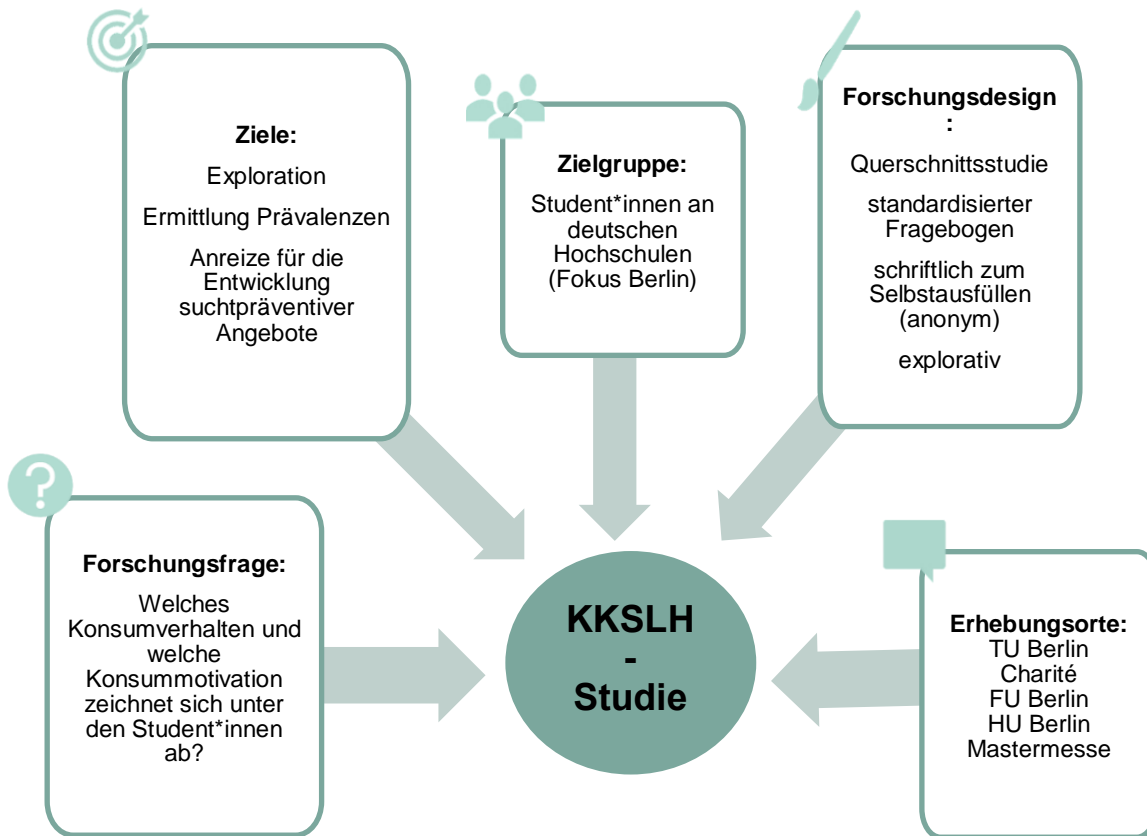 Ziele:
Exploration
Ermittlung Prävalenzen
Anreize für die
Entwicklung
suchtpräventiver
Angebote
Zielgruppe:
Student*innen an
deutschen
Hochschulen
(Fokus Berlin)
Forschungsdesign
:
Querschnittsstudie
standardisierter
Fragebogen
schriftlich zum
Selbstausfüllen
(anonym)
explorativ
Forschungsfrage:
Welches
Konsumverhalten und
welche
Konsummotivation
zeichnet sich unter
den Student*innen
ab?
KKSLH
-
Studie
Erhebungsorte:
TU Berlin
Charité
FU Berlin
HU Berlin
Mastermesse